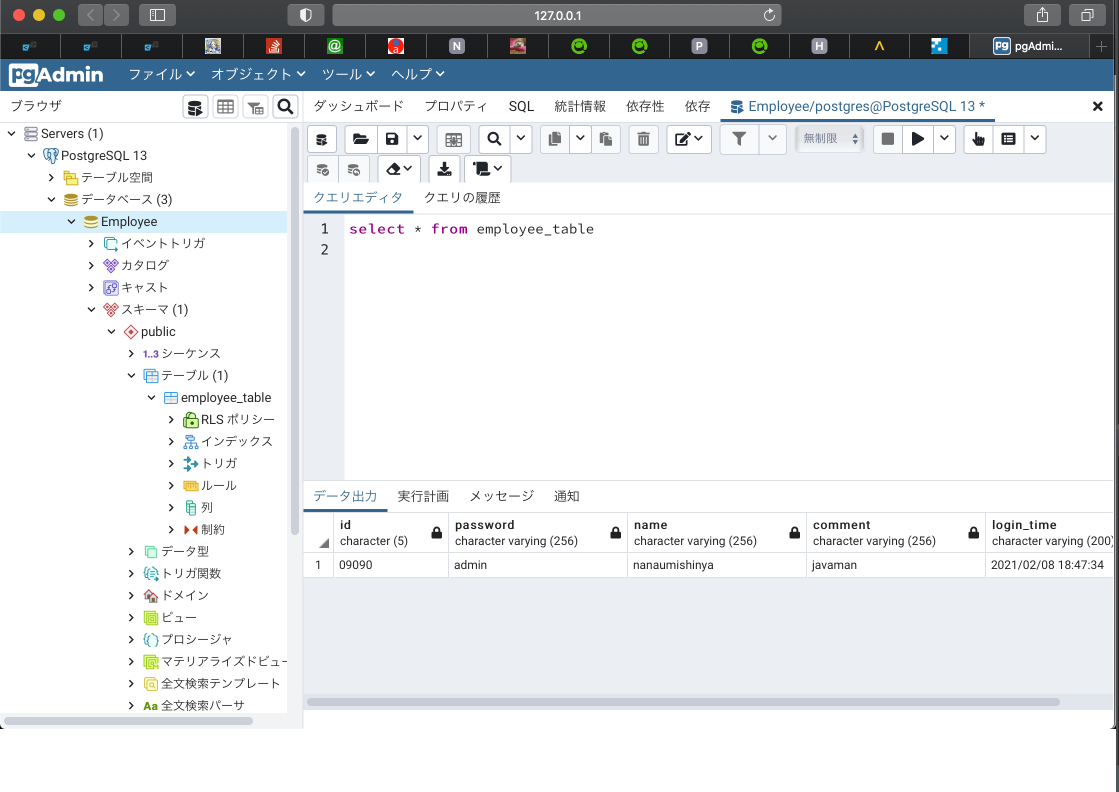 127.0.0.1
@
N
P
H
Λ
pg pgAdmi...
pgAdmin ファイル オブジェクト ツール ヘルプ
ブラウザ
ダッシュボード プロパティ SQL 統計情報 依存性 依存 Employee/postgres@PostgreSQL 13 *
無制限
Servers (1)
PostgreSQL 13
テーブル空間
データベース (3)
Employee
イベントトリガ
カタログ
キャスト
スキーマ (1)
public
1..3 シーケンス
テーブル (1)
employee_table
RLS ポリシー
インデックス
トリガ
ルール
列
制約
データ型
トリガ関数
ドメイン
ビュー
プロシージャ
マテリアライズドビュー
全文検索テンプレート
Aa 全文検索パーサ
クエリエディタ クエリの履歴
1 select * from employee_table
2
データ出力 実行計画 メッセージ 通知
id password name comment login_time
character (5) character varying (256) character varying (256) character varying (256) character varying (200)
1 09090 admin nanaumishinya javaman 2021/02/08 18:47:34